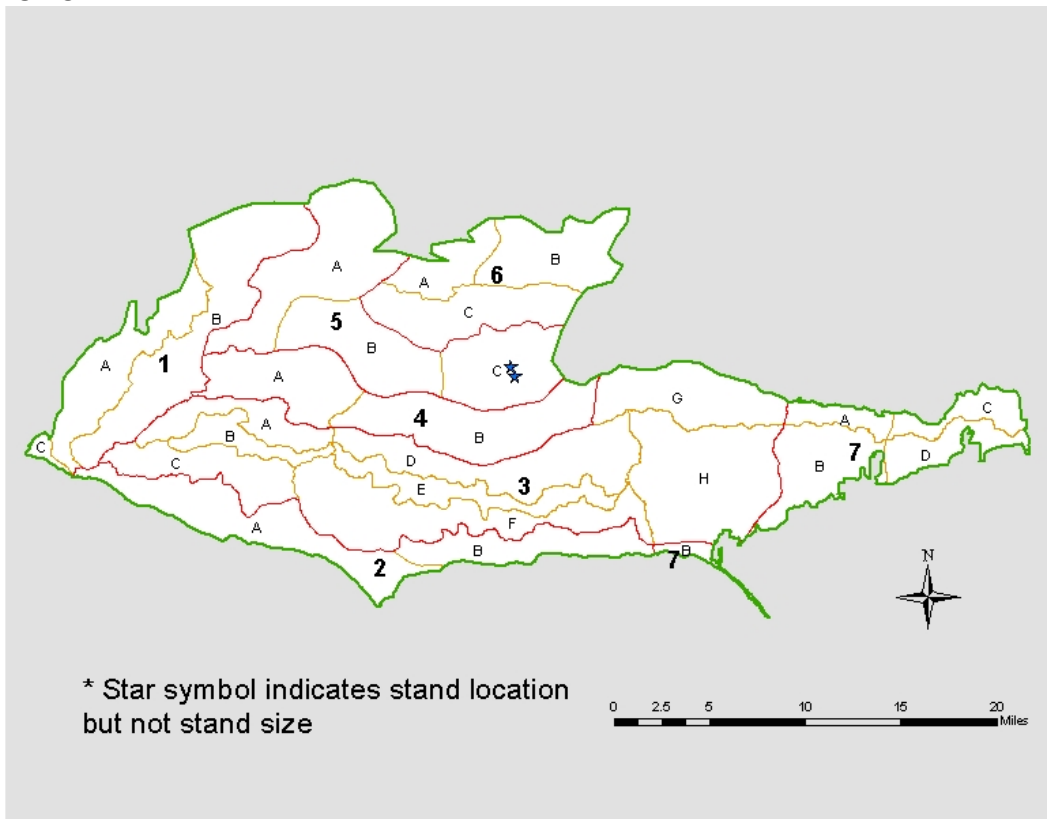 A
B
6
A
C
B
5
1
A
B
C
A
G
C
A
4
A
7
B
B
D
B
D
C
C
E
3
H
F
A
B
B
2
7
N
* Star symbol indicates stand location
but not stand size
0 2.5 5 10 15 20
Miles